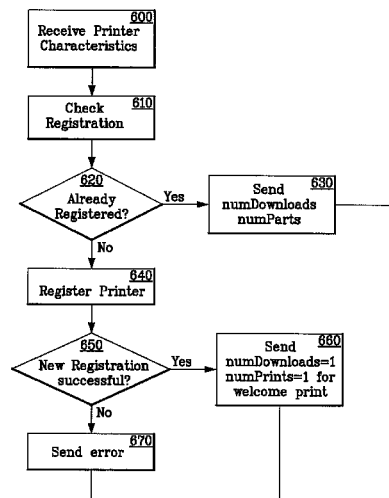 600
Receive Printer
Characteristics
610
Check
Registration
620
Already
Registered?
Yes
630
Send
numDownloads
numParts
No
640
Register Printer
650
New Registration
successful?
Yes
660
Send
numDownloads=1
numPrints=1 for
welcome print
No
670
Send error